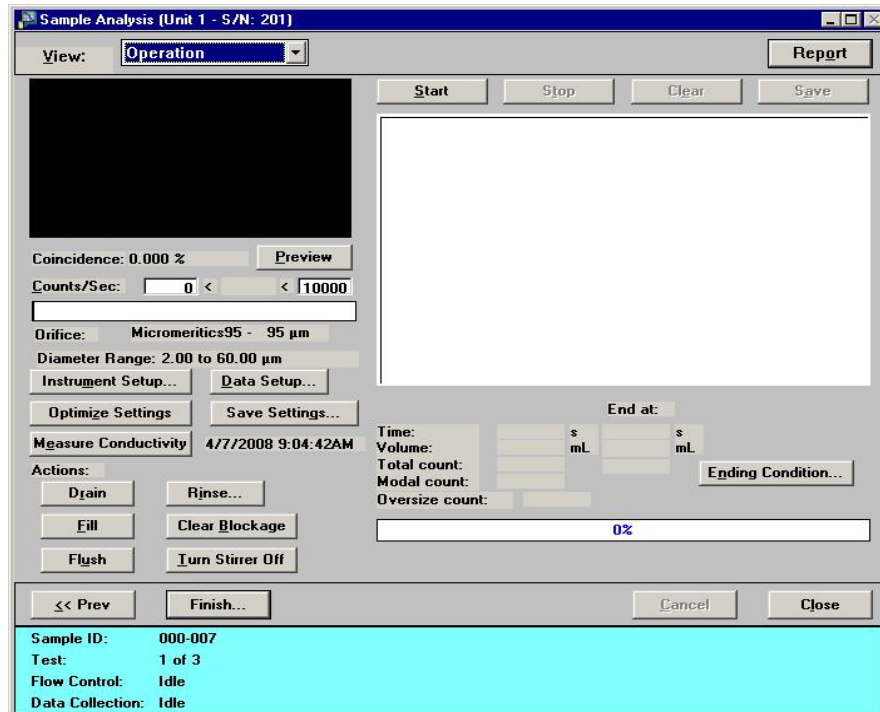 Sample Analysis (Unit 1 - S/N: 201)
View: Operation Report
Start Stop Clear Save
Coincidence: 0.000 % Preview
Counts/Sec: 0 < < 10000
Orifice: Micromeritics95 - 95 µm
Diameter Range: 2.00 to 60.00 µm
Instrument Setup... Data Setup...
Optimize Settings Save Settings...
Measure Conductivity 4/7/2008 9:04:42AM
Actions:
Drain Rinse...
Fill Clear Blockage
Flush Turn Stirrer Off
End at:
Time: s s
Volume: mL mL
Total count:
Modal count:
Oversize count:
Ending Condition...
0%
<< Prev Finish... Cancel Close
Sample ID: 000-007
Test: 1 of 3
Flow Control: Idle
Data Collection: Idle